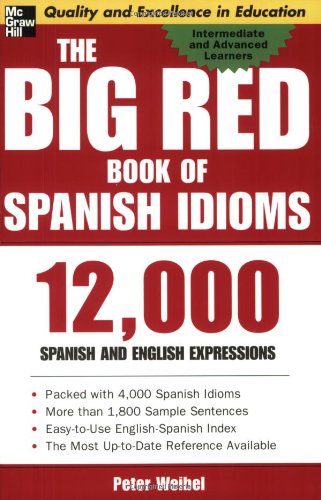 Mc
Graw
Hill
Quality and Excellence in Education
Intermediate and Advanced
Learners
THE
BIG RED
BOOK OF
SPANISH IDIOMS
12,000
SPANISH AND ENGLISH EXPRESSIONS
• Packed with 4,000 Spanish Idioms
• More than 1,800 Sample Sentences
• Easy-to-Use English-Spanish Index
• The Most Up-to-Date Reference Available
Peter Weibel